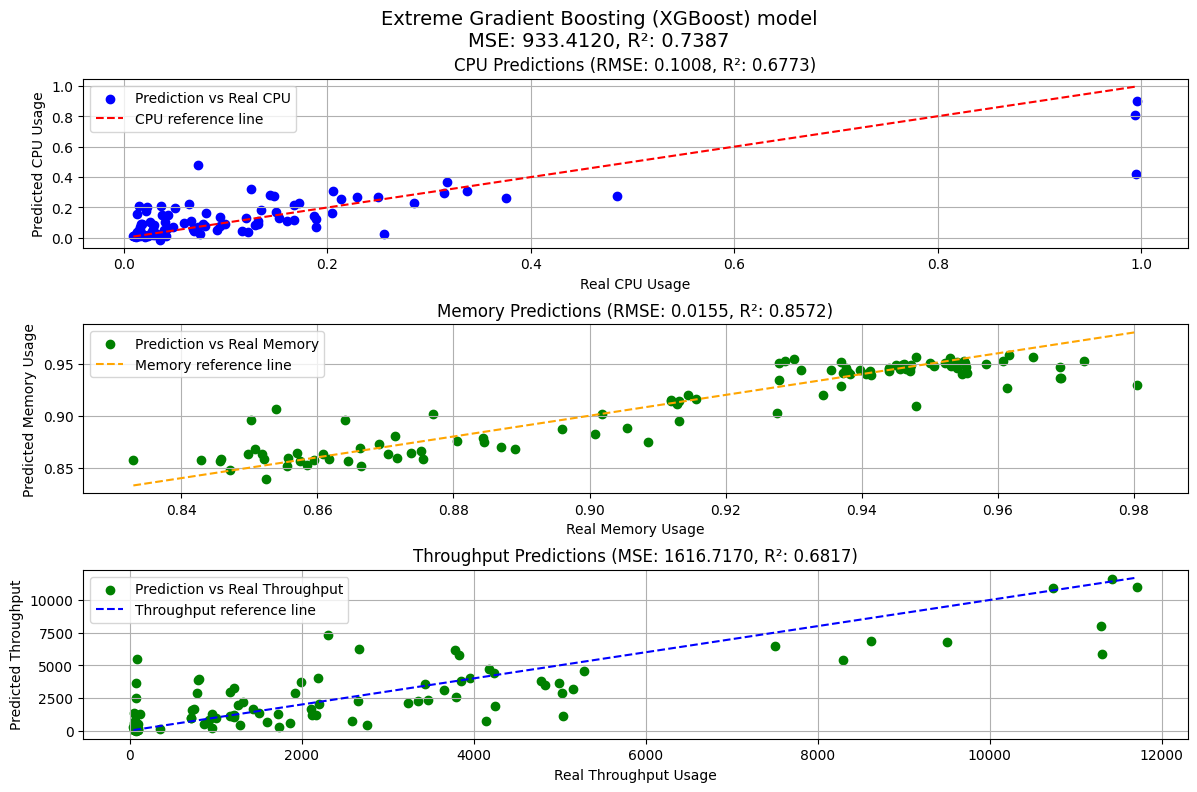 Extreme Gradient Boosting (XGBoost) model
MSE: 933.4120, R²: 0.7387
CPU Predictions (RMSE: 0.1008, R²: 0.6773)
Predicted CPU Usage
1.0
0.8
0.6
0.4
0.2
0.0
Prediction vs Real CPU
CPU reference line
0.0 0.2 0.4 0.6 0.8 1.0
Real CPU Usage
Memory Predictions (RMSE: 0.0155, R²: 0.8572)
Predicted Memory Usage
0.95
0.90
0.85
Prediction vs Real Memory
Memory reference line
0.84 0.86 0.88 0.90 0.92 0.94 0.96 0.98
Real Memory Usage
Throughput Predictions (MSE: 1616.7170, R²: 0.6817)
Predicted Throughput
10000
7500
5000
2500
0
Prediction vs Real Throughput
Throughput reference line
0 2000 4000 6000 8000 10000 12000
Real Throughput Usage